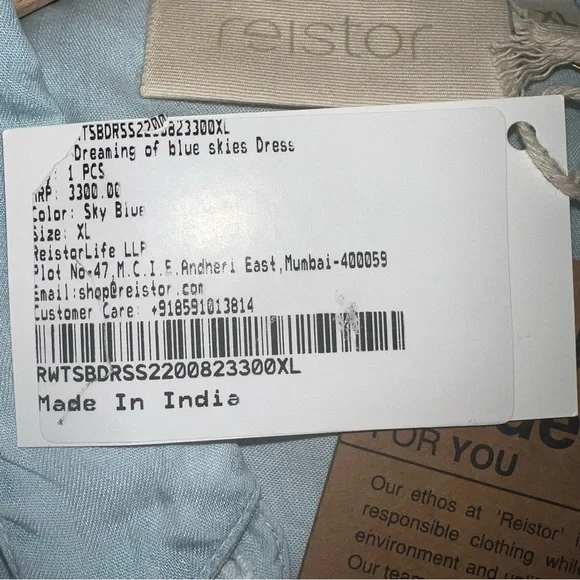 reistor
XL
TSBDRSS2200823300XL
Dreaming of blue skies Dress
: 1 PCS
MRP: 3300.00
Color: Sky Blue
Size: XL
ReistorLife LLP
Plot No-47,M.C.I.E.Andheri East,Mumbai-400059
Email:shop@reistor.com
Customer Care: +918591013814
RWTSBDRSS2200823300XL
Made In India
FOR YOU
Our ethos at 'Reistor'
responsible clothing
environment and
Our